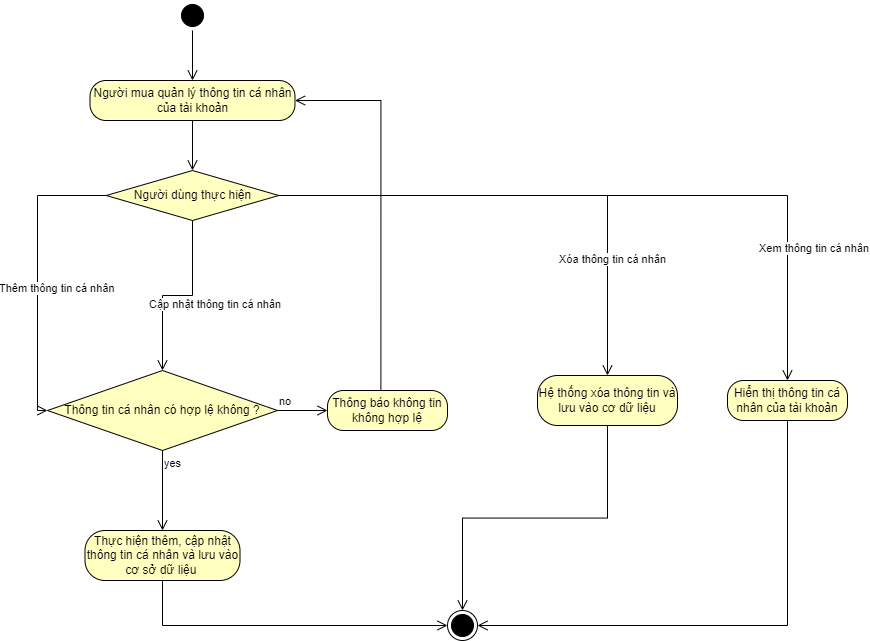 Người mua quản lý thông tin cá nhân
của tài khoản
Người dùng thực hiện
Xem thông tin cá nhân
Xóa thông tin cá nhân
Thêm thông tin cá nhân
Cập nhật thông tin cá nhân
Thông tin cá nhân có hợp lệ không ?
no
Thông báo không tin
không hợp lệ
Hệ thống xóa thông tin và
lưu vào cơ dữ liệu
Hiển thị thông tin cá
nhân của tài khoản
yes
Thực hiện thêm, cập nhật
thông tin cá nhân và lưu vào
cơ sở dữ liệu